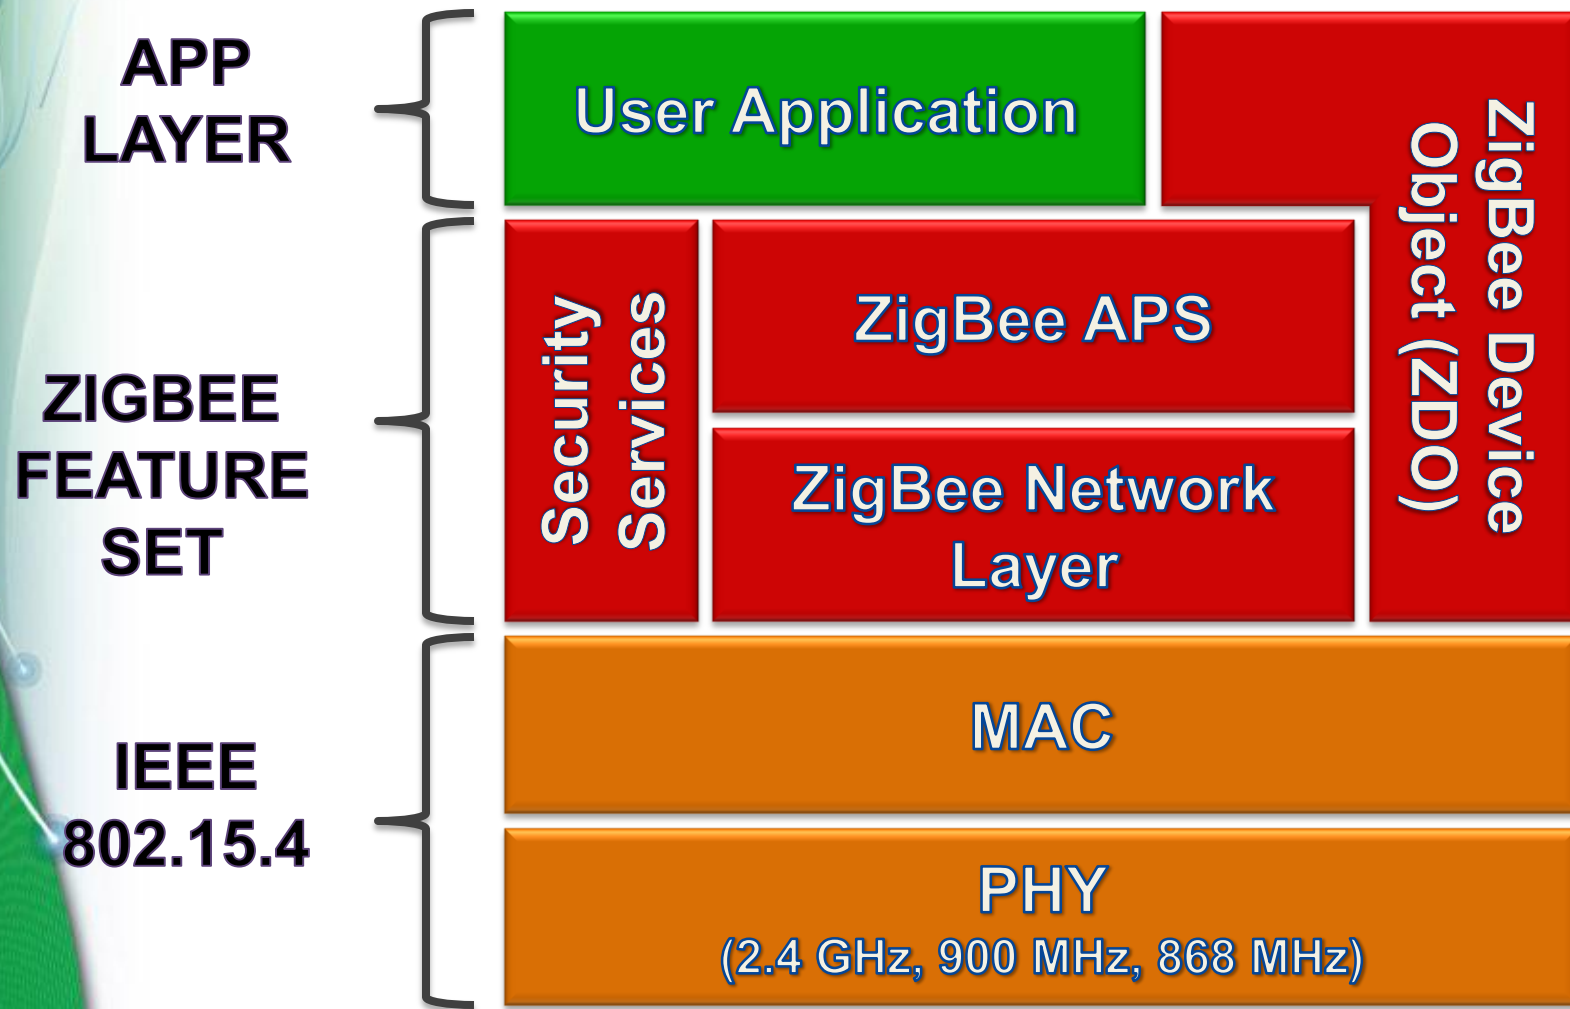 APP
LAYER
User Application
ZigBee Device
Object (ZDO)
ZIGBEE
FEATURE
SET
Security
Services
ZigBee APS
ZigBee Network
Layer
IEEE
802.15.4
MAC
PHY
(2.4 GHz, 900 MHz, 868 MHz)